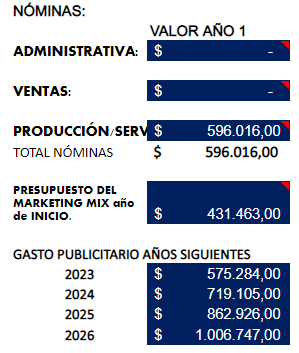 NÓMINAS:
VALOR AÑO 1
ADMINISTRATIVA: $ -
VENTAS: $ -
PRODUCCIÓN/SERV $ 596.016,00
TOTAL NÓMINAS $ 596.016,00
PRESUPUESTO DEL
MARKETING MIX año
de INICIO. $ 431.463,00
GASTO PUBLICITARIO AÑOS SIGUIENTES
2023 $ 575.284,00
2024 $ 719.105,00
2025 $ 862.926,00
2026 $ 1.006.747,00